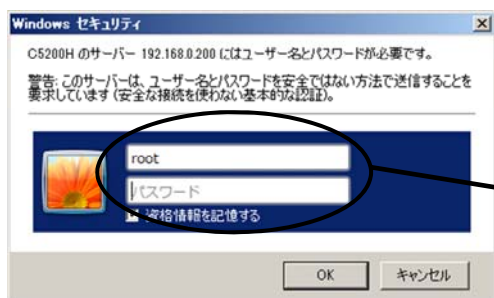 Windows セキュリティ
C5200H のサーバー 192.168.0.200 にはユーザー名とパスワードが必要です。
警告: このサーバーは、ユーザー名とパスワードを安全ではない方法で送信することを
要求しています (安全な接続を使わない基本的な認証)。
root
パスワード
資格情報を記憶する
OK
キャンセル